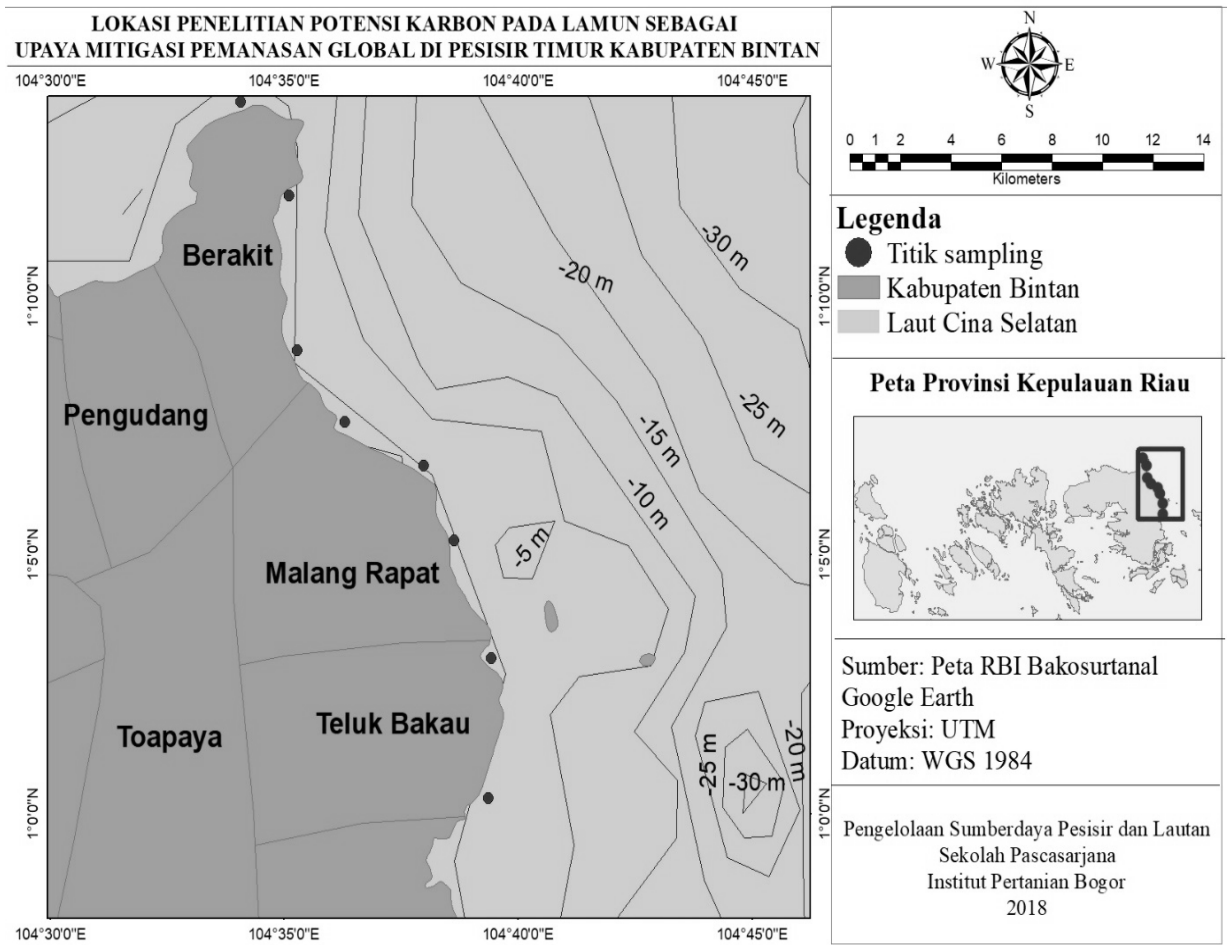 LOKASI PENELITIAN POTENSI KARBON PADA LAMUN SEBAGAI
UPAYA MITIGASI PEMANASAN GLOBAL DI PESISIR TIMUR KABUPATEN BINTAN
104°30'0"E 104°35'0"E 104°40'0"E 104°45'0"E
Berakit
Pengudang
Malang Rapat
Toapaya
Teluk Bakau
-30 m
-20 m
-25 m
-15 m
-10 m
-5 m
-25 m
-20 m
-30 m
1°10'0"N
1°5'0"N
1°0'0"N
1°10'0"N
1°5'0"N
1°0'0"N
104°30'0"E 104°35'0"E 104°40'0"E 104°45'0"E
N
W E
S
0 1 2 4 6 8 10 12 14
Kilometers
Legenda
Titik sampling
Kabupaten Bintan
Laut Cina Selatan
Peta Provinsi Kepulauan Riau
Sumber: Peta RBI Bakosurtanal
Google Earth
Proyeksi: UTM
Datum: WGS 1984
Pengelolaan Sumberdaya Pesisir dan Lautan
Sekolah Pascasarjana
Institut Pertanian Bogor
2018